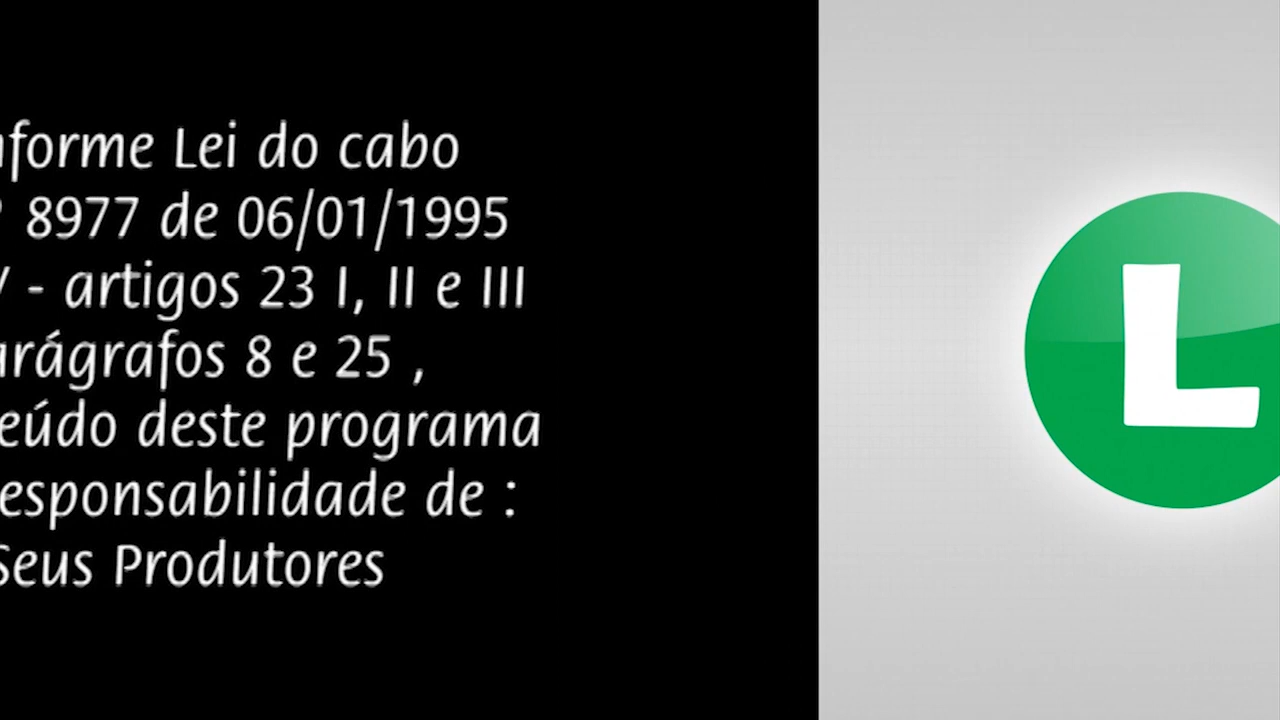 nforme Lei do cabo
° 8977 de 06/01/1995
V - artigos 23 I, II e III
arágrafos 8 e 25 ,
eúdo deste programa
esponsabilidade de :
Seus Produtores
L